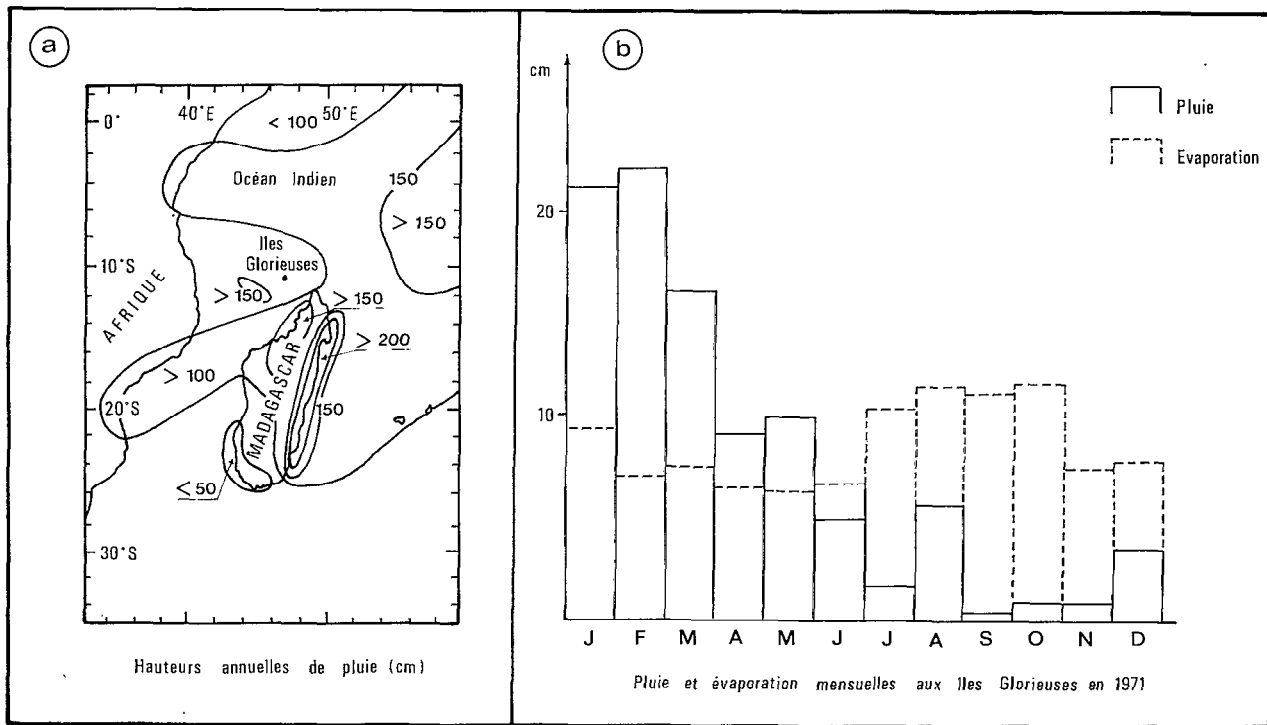 a
40°E
50°E
0°
< 100
Océan Indien
150
> 150
Iles
Glorieuses
10°S
AFRIQUE
> 150
> 150
> 200
> 100
MADAGASCAR
150
20°S
< 50
30°S
Hauteurs annuelles de pluie (cm)
b
cm
Pluie
Evaporation
20
10
J F M A M J J A S O N D
Pluie et évaporation mensuelles aux Iles Glorieuses en 1971